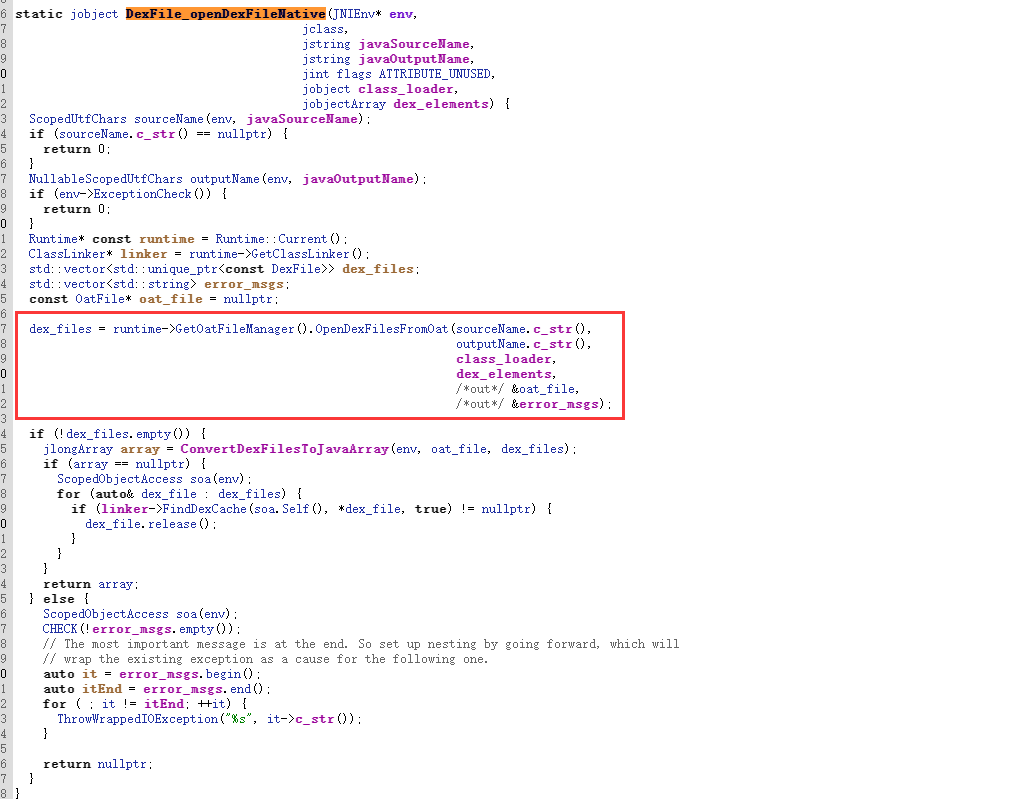 6 static jobject DexFile_openDexFileNative(JNIEnv* env,
7 jclass,
8 jstring javaSourceName,
9 jstring javaOutputName,
0 jint flags ATTRIBUTE_UNUSED,
1 jobject class_loader,
2 jobjectArray dex_elements) {
3 ScopedUtfChars sourceName(env, javaSourceName);
4 if (sourceName.c_str() == nullptr) {
5 return 0;
6 }
7 NullableScopedUtfChars outputName(env, javaOutputName);
8 if (env->ExceptionCheck()) {
9 return 0;
0 }
1 Runtime* const runtime = Runtime::Current();
2 ClassLinker* linker = runtime->GetClassLinker();
3 std::vector<std::unique_ptr<const DexFile>> dex_files;
4 std::vector<std::string> error_msgs;
5 const OatFile* oat_file = nullptr;
6
7 dex_files = runtime->GetOatFileManager().OpenDexFilesFromOat(sourceName.c_str(),
8 outputName.c_str(),
9 class_loader,
0 dex_elements,
1 /*out*/ &oat_file,
2 /*out*/ &error_msgs);
3
4 if (!dex_files.empty()) {
5 jlongArray array = ConvertDexFilesToJavaArray(env, oat_file, dex_files);
6 if (array == nullptr) {
7 ScopedObjectAccess soa(env);
8 for (auto& dex_file : dex_files) {
9 if (linker->FindDexCache(soa.Self(), *dex_file, true) != nullptr) {
0 dex_file.release();
1 }
2 }
3 }
4 return array;
5 } else {
6 ScopedObjectAccess soa(env);
7 CHECK(!error_msgs.empty());
8 // The most important message is at the end. So set up nesting by going forward, which will
9 // wrap the existing exception as a cause for the following one.
0 auto it = error_msgs.begin();
1 auto itEnd = error_msgs.end();
2 for ( ; it != itEnd; ++it) {
3 ThrowWrappedIOException("%s", it->c_str());
4 }
5
6 return nullptr;
7 }
8 }